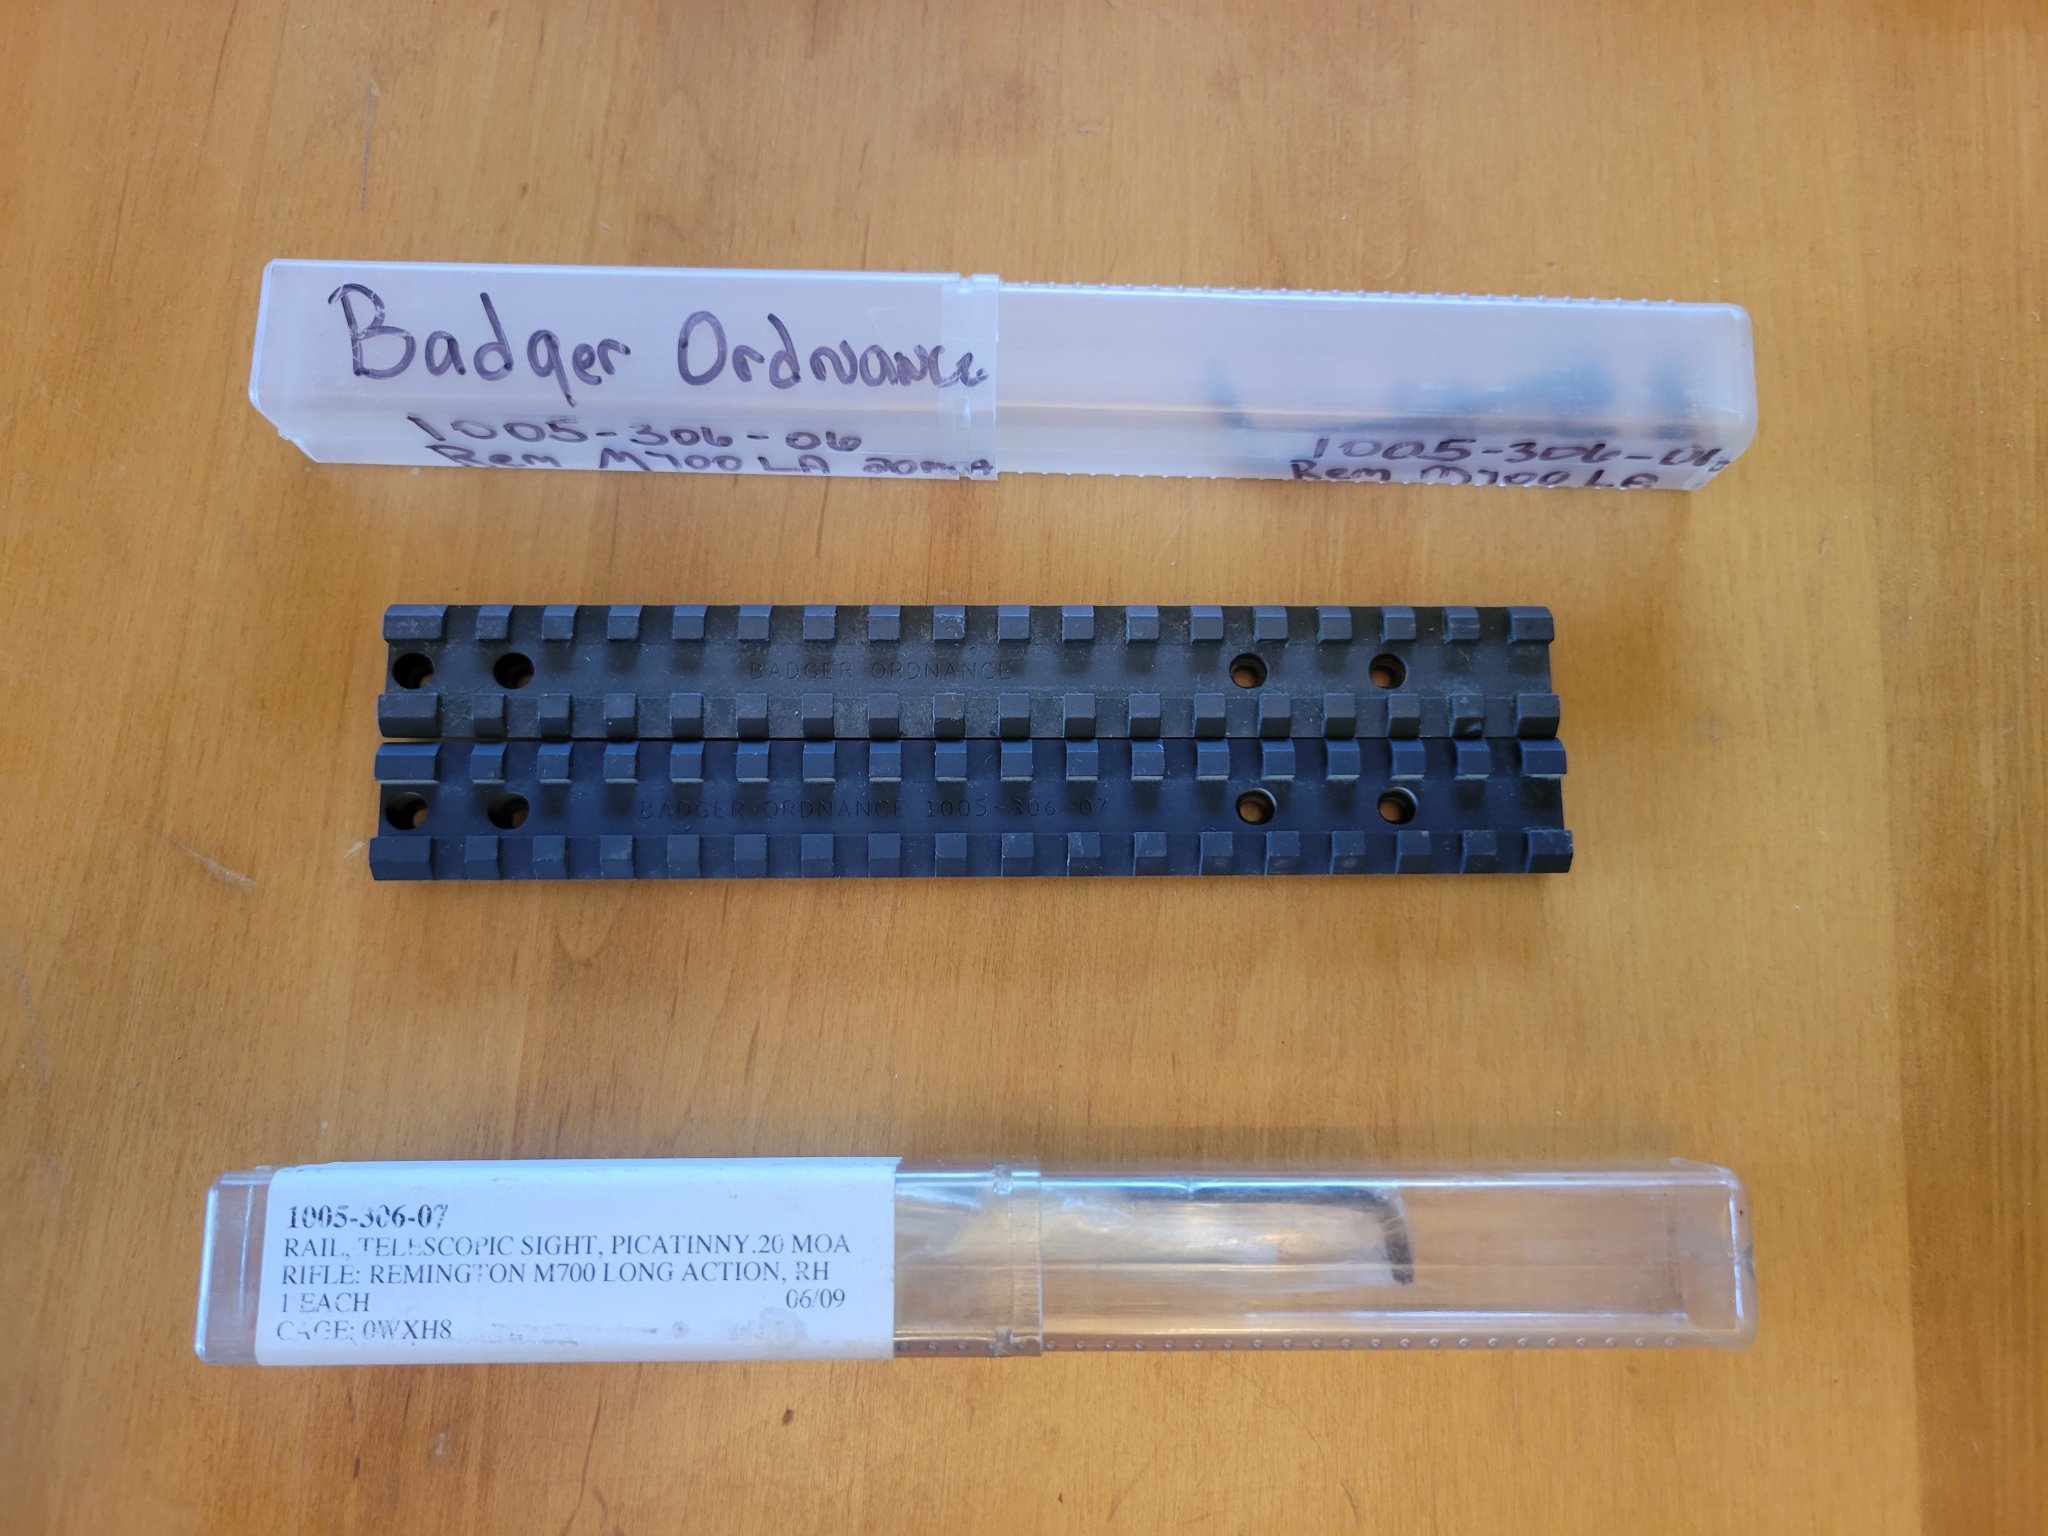 Badger Ordnance
1005-306-06
Rem M700 LA 20MOA
1005-306-06
Rem M700 LA
BADGER ORDNANCE
BADGER ORDNANCE 1005-306-07
1005-306-07
RAIL, TELESCOPIC SIGHT, PICATINNY.20 MOA
RIFLE: REMINGTON M700 LONG ACTION, RH
1 EACH 06/09
CAGE: 0WXH8